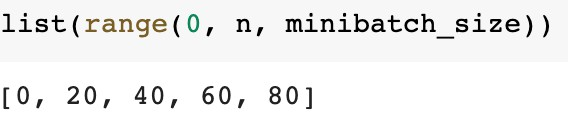 list(range(0, n, minibatch_size))
[0, 20, 40, 60, 80]